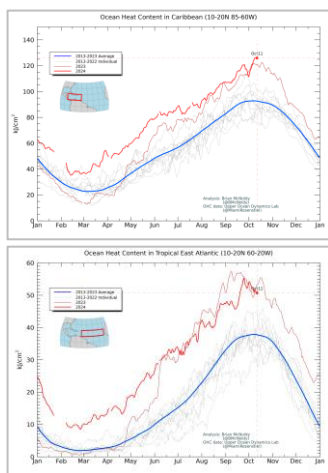 Ocean Heat Content in Caribbean (10-20N 85-60W)
140
120
100
80
60
40
20
0
kJ/cm²
2013-2023 Average
2013-2022 Individual
2023
2024
Oct11
Analysis: Brian McNoldy
(@BMcNoldy)
OHC data: Upper Ocean Dynamics Lab
(@MiamiRosenstiel)
Jan Feb Mar Apr May Jun Jul Aug Sep Oct Nov Dec Jan
Ocean Heat Content in Tropical East Atlantic (10-20N 60-20W)
60
50
40
30
20
10
0
kJ/cm²
2013-2023 Average
2013-2022 Individual
2023
2024
Analysis: Brian McNoldy
(@BMcNoldy)
OHC data: Upper Ocean Dynamics Lab
(@MiamiRosenstiel)
Jan Feb Mar Apr May Jun Jul Aug Sep Oct Nov Dec Jan